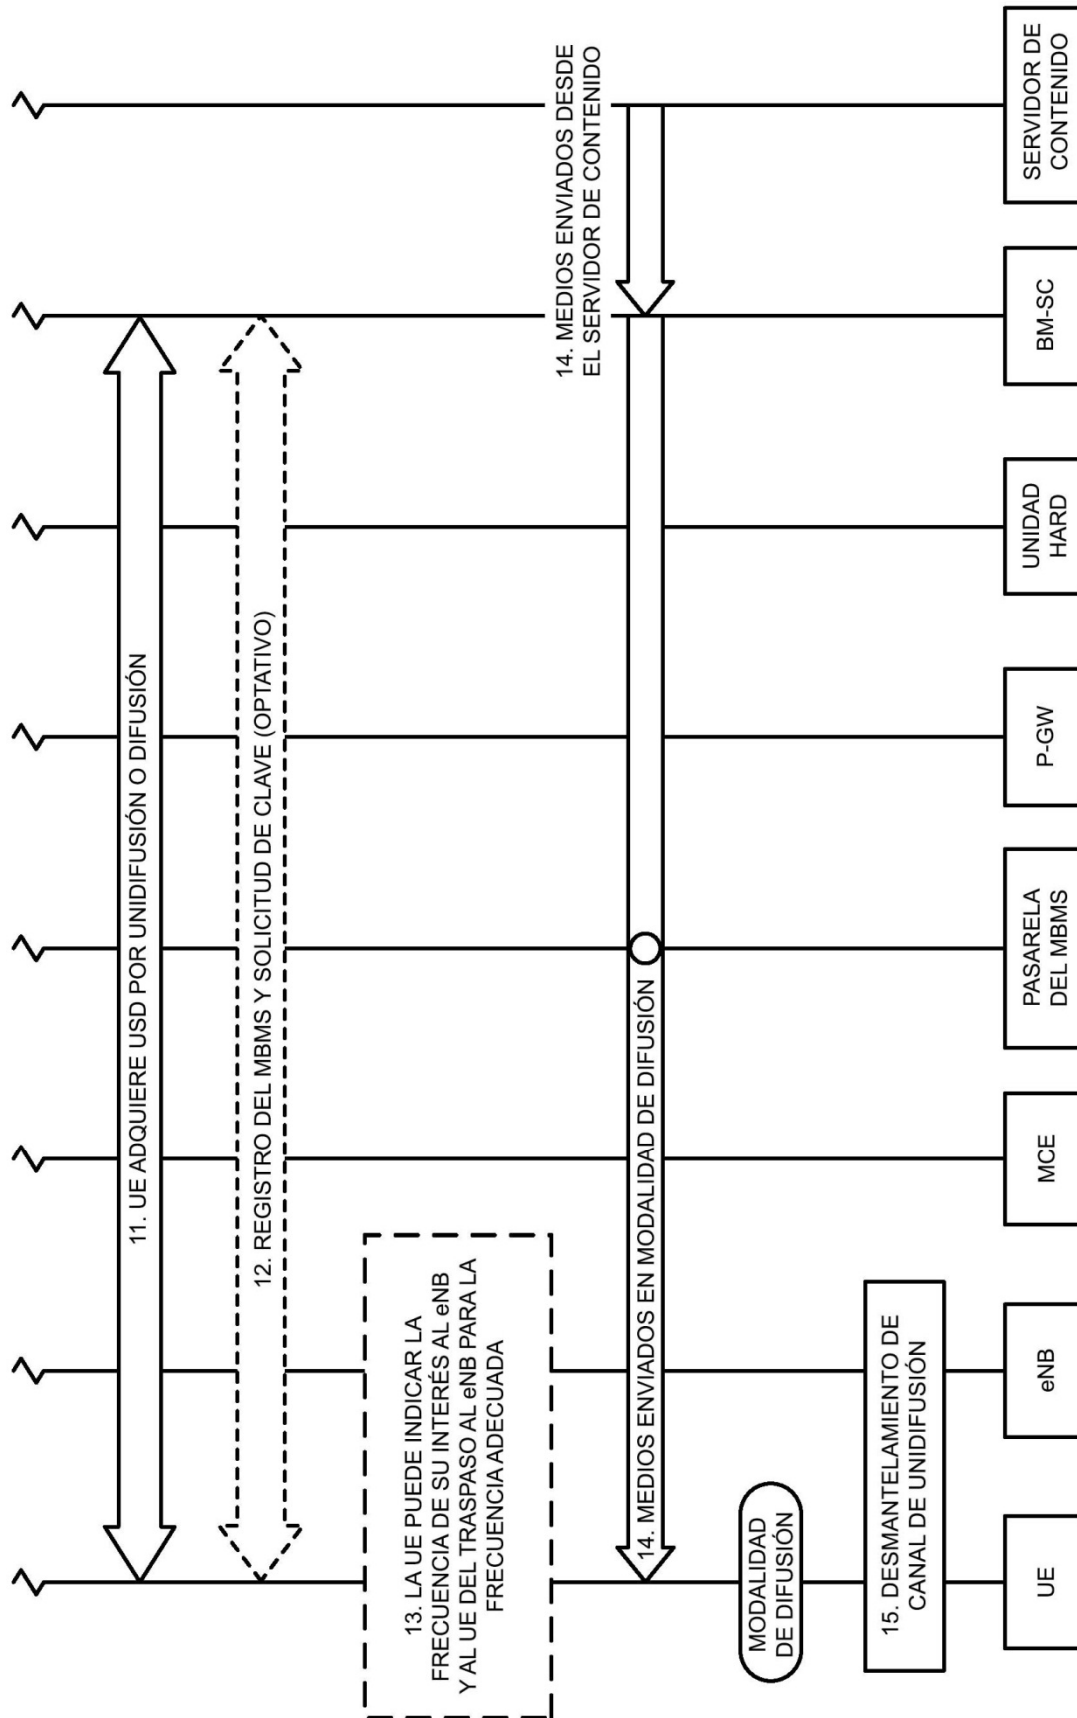 11. UE ADQUIERE USD POR UNIDIFUSIÓN O DIFUSIÓN
12. REGISTRO DEL MBMS Y SOLICITUD DE CLAVE (OPTATIVO)
13. LA UE PUEDE INDICAR LA
FRECUENCIA DE SU INTERÉS AL eNB
Y AL UE DEL TRASPASO AL eNB PARA LA
FRECUENCIA ADECUADA
14. MEDIOS ENVIADOS DESDE
EL SERVIDOR DE CONTENIDO
14. MEDIOS ENVIADOS EN MODALIDAD DE DIFUSIÓN
MODALIDAD
DE DIFUSIÓN
15. DESMANTELAMIENTO DE
CANAL DE UNIDIFUSIÓN
UE
eNB
MCE
PASARELA
DEL MBMS
P-GW
UNIDAD
HARD
BM-SC
SERVIDOR DE
CONTENIDO